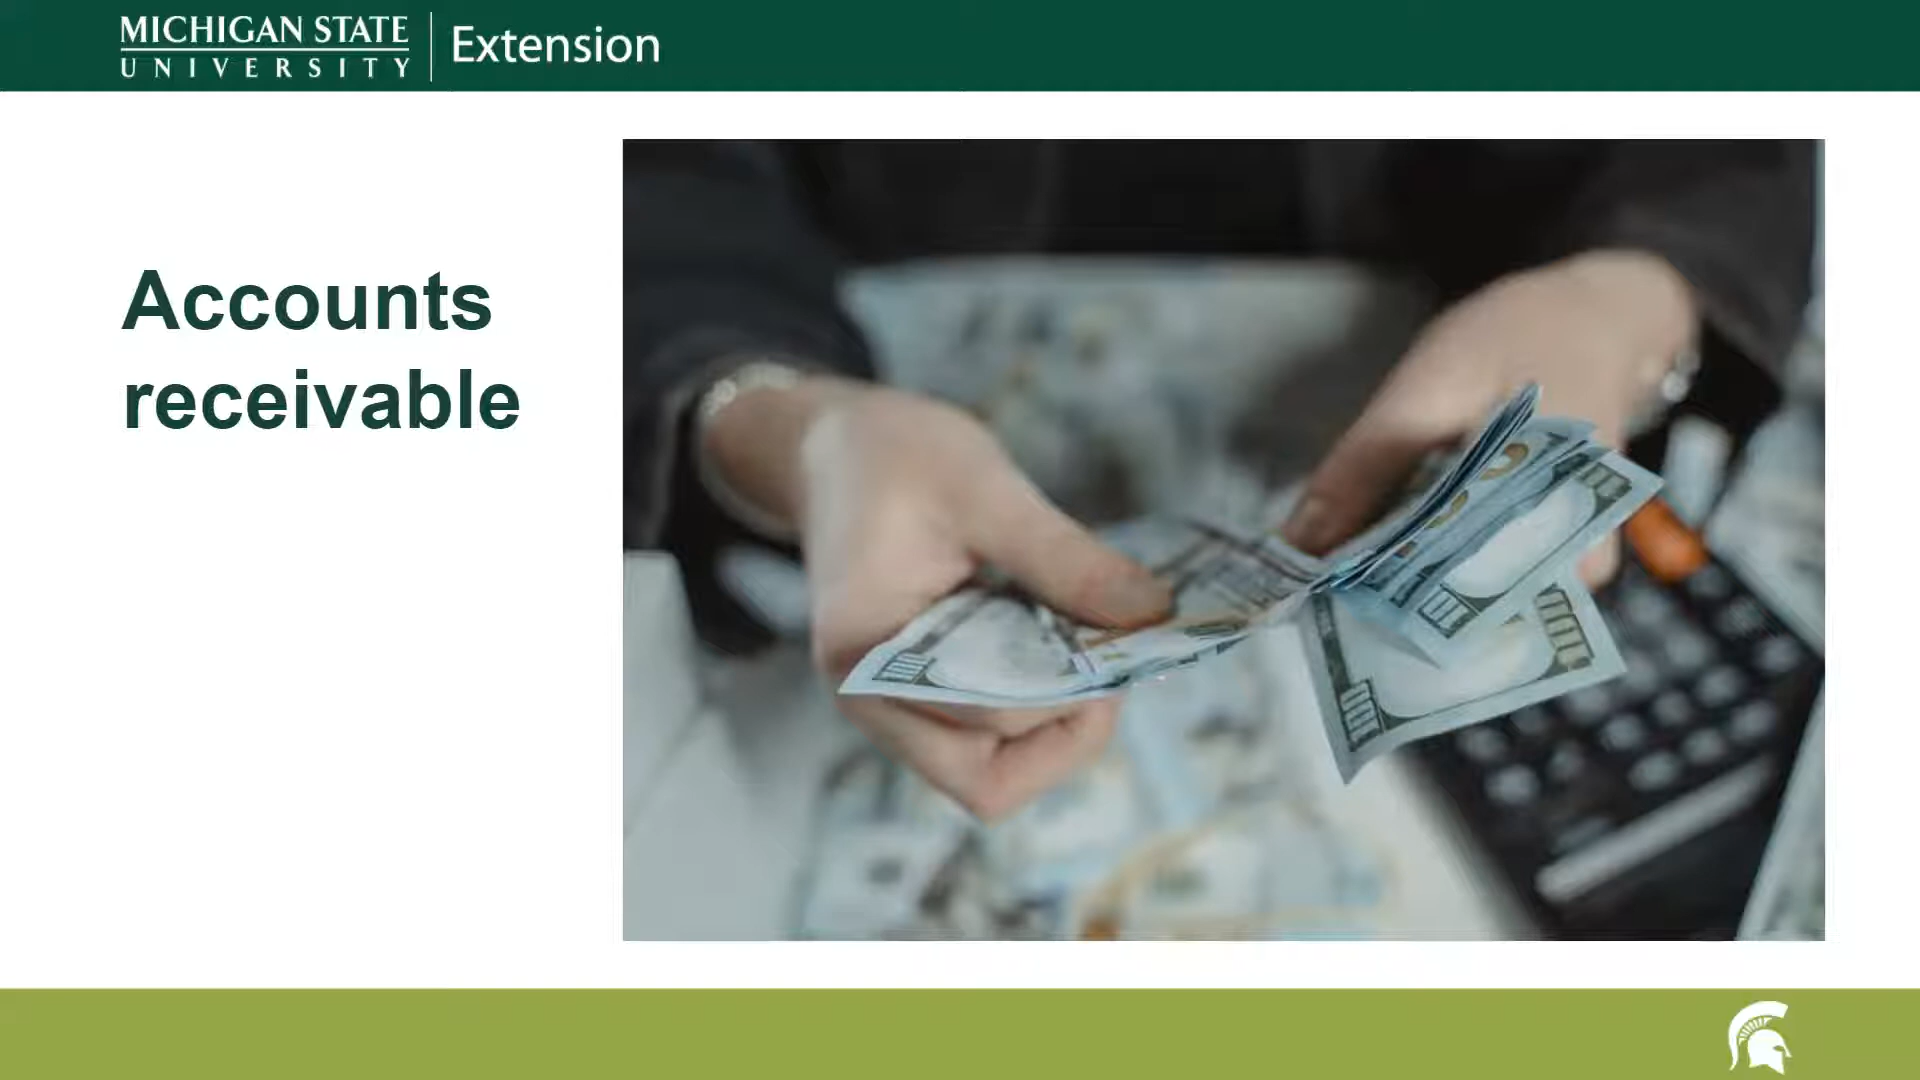 MICHIGAN STATE
UNIVERSITY
Extension
Accounts
receivable